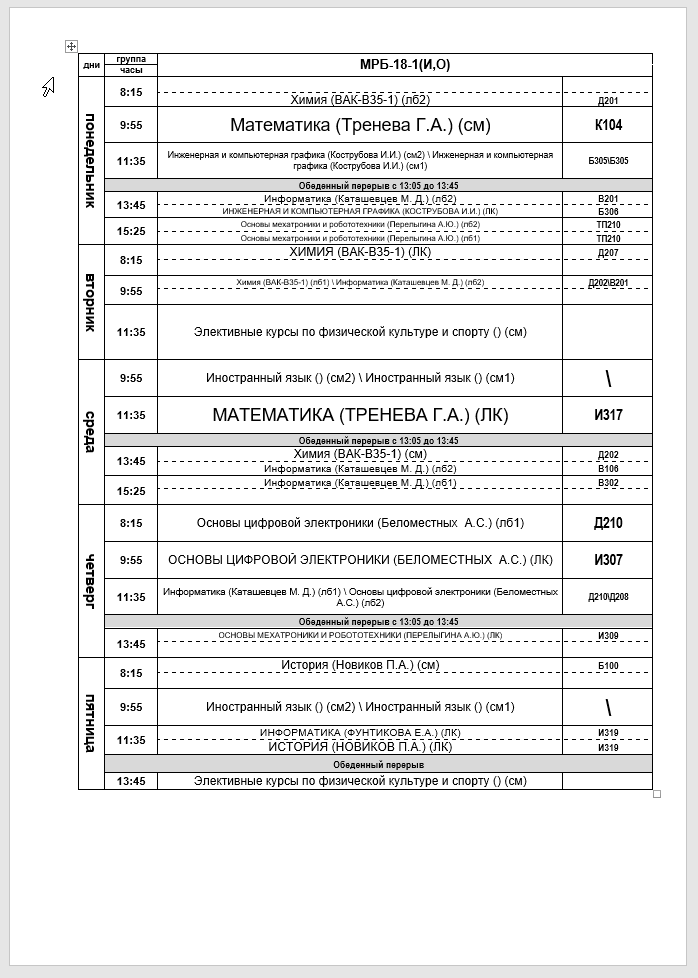 дни
группа
часы
МРБ-18-1(И,О)
понедельник
8:15
Химия (ВАК-В35-1) (лб2)
Д201
9:55
Математика (Тренева Г.А.) (см)
К104
11:35
Инженерная и компьютерная графика (Кострубова И.И.) (см2) \ Инженерная и компьютерная
графика (Кострубова И.И.) (см1)
Б305\Б305
Обеденный перерыв с 13:05 до 13:45
13:45
Информатика (Каташевцев М. Д.) (лб2)
В201
ИНЖЕНЕРНАЯ И КОМПЬЮТЕРНАЯ ГРАФИКА (КОСТРУБОВА И.И.) (ЛК)
Б306
15:25
Основы мехатроники и робототехники (Перелыгина А.Ю.) (лб2)
ТП210
Основы мехатроники и робототехники (Перелыгина А.Ю.) (лб1)
ТП210
вторник
8:15
ХИМИЯ (ВАК-В35-1) (ЛК)
Д207
9:55
Химия (ВАК-В35-1) (лб1) \ Информатика (Каташевцев М. Д.) (лб2)
Д202\В201
11:35
Элективные курсы по физической культуре и спорту () (см)
среда
9:55
Иностранный язык () (см2) \ Иностранный язык () (см1)
\
11:35
МАТЕМАТИКА (ТРЕНЕВА Г.А.) (ЛК)
И317
Обеденный перерыв с 13:05 до 13:45
13:45
Химия (ВАК-В35-1) (см)
Д202
Информатика (Каташевцев М. Д.) (лб2)
В106
15:25
Информатика (Каташевцев М. Д.) (лб1)
В302
четверг
8:15
Основы цифровой электроники (Беломестных  А.С.) (лб1)
Д210
9:55
ОСНОВЫ ЦИФРОВОЙ ЭЛЕКТРОНИКИ (БЕЛОМЕСТНЫХ  А.С.) (ЛК)
И307
11:35
Информатика (Каташевцев М. Д.) (лб1) \ Основы цифровой электроники (Беломестных
А.С.) (лб2)
Д210\Д208
Обеденный перерыв с 13:05 до 13:45
13:45
ОСНОВЫ МЕХАТРОНИКИ И РОБОТОТЕХНИКИ (ПЕРЕЛЫГИНА А.Ю.) (ЛК)
И309
пятница
8:15
История (Новиков П.А.) (см)
Б100
9:55
Иностранный язык () (см2) \ Иностранный язык () (см1)
\
11:35
ИНФОРМАТИКА (ФУНТИКОВА Е.А.) (ЛК)
И319
ИСТОРИЯ (НОВИКОВ П.А.) (ЛК)
И319
Обеденный перерыв
13:45
Элективные курсы по физической культуре и спорту () (см)